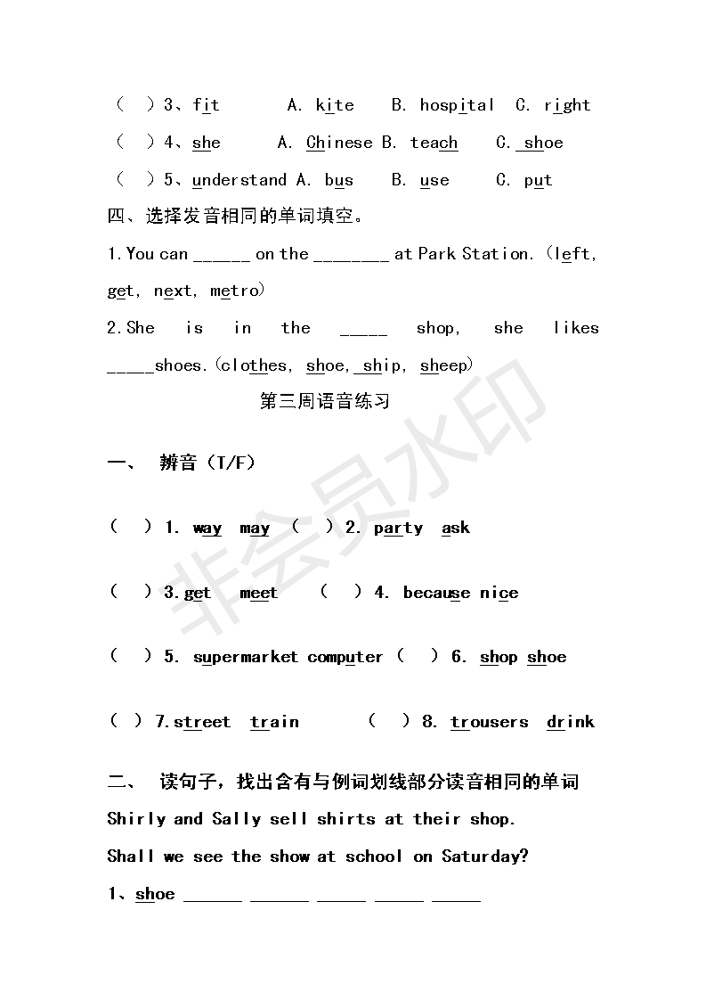 （　）3、fit A. kite B. hospital C. right
（　）4、she A. Chinese B. teach C. shoe
（　）5、understand A. bus B. use C. put
四、选择发音相同的单词填空。
1.You can ______ on the ________ at Park Station.（left,
get, next, metro）
2.She is in the _____ shop, she likes
_____shoes.(clothes, shoe, ship, sheep)
第三周语音练习
一、 辨音（T/F）
（　）1. way may （　）2. party ask
（　）3.get meet （　）4. because nice
（　）5. supermarket computer（　）6. shop shoe
（　）7.street train （　）8. trousers drink
二、 读句子，找出含有与例词划线部分读音相同的单词
Shirly and Sally sell shirts at their shop.
Shall we see the show at school on Saturday?
1、shoe ______ ______ _____ _____ _____
非会员水印